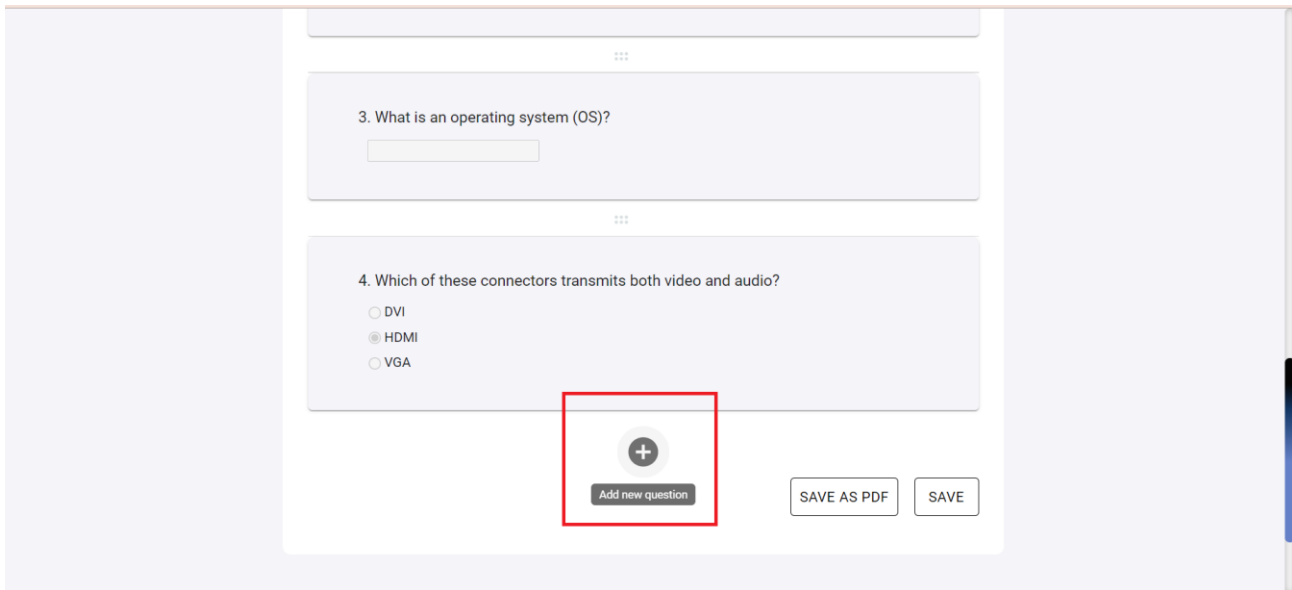 3. What is an operating system (OS)?
4. Which of these connectors transmits both video and audio?
DVI
HDMI
VGA
Add new question
SAVE AS PDF
SAVE